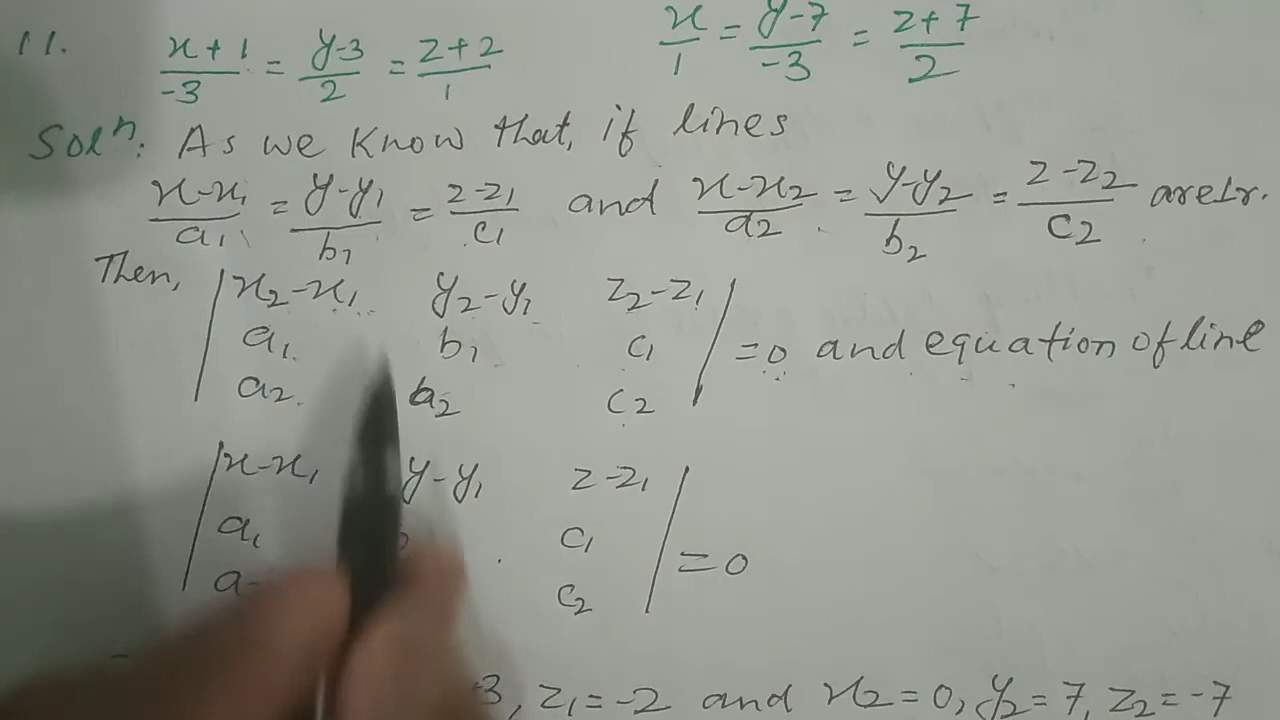 11. x+1/-3 = y-3/2 = z+2/1    x/1 = y-7/-3 = z+7/2
Solⁿ: As we know that, if lines
x-x₁/a₁ = y-y₁/b₁ = z-z₁/c₁ and x-x₂/a₂ = y-y₂/b₂ = z-z₂/c₂ are ⊥r.
Then, | x₂-x₁ y₂-y₁ z₂-z₁ |
| a₁ b₁ c₁ | =0 and equation of line
| a₂ b₂ c₂ |
| x-x₁ y-y₁ z-z₁ |
| a₁ c₁ | =0
| a c₂ |
3, z₁=-2 and x₂=0, y₂=7, z₂=-7